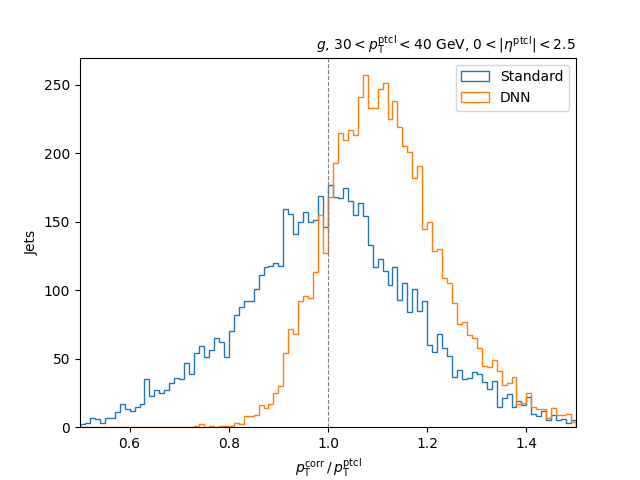 g, 30 < p_T^ptcl < 40 GeV, 0 < |η^ptcl| < 2.5
Standard
DNN
250
200
150
100
50
0
Jets
0.6 0.8 1.0 1.2 1.4
p_T^corr / p_T^ptcl